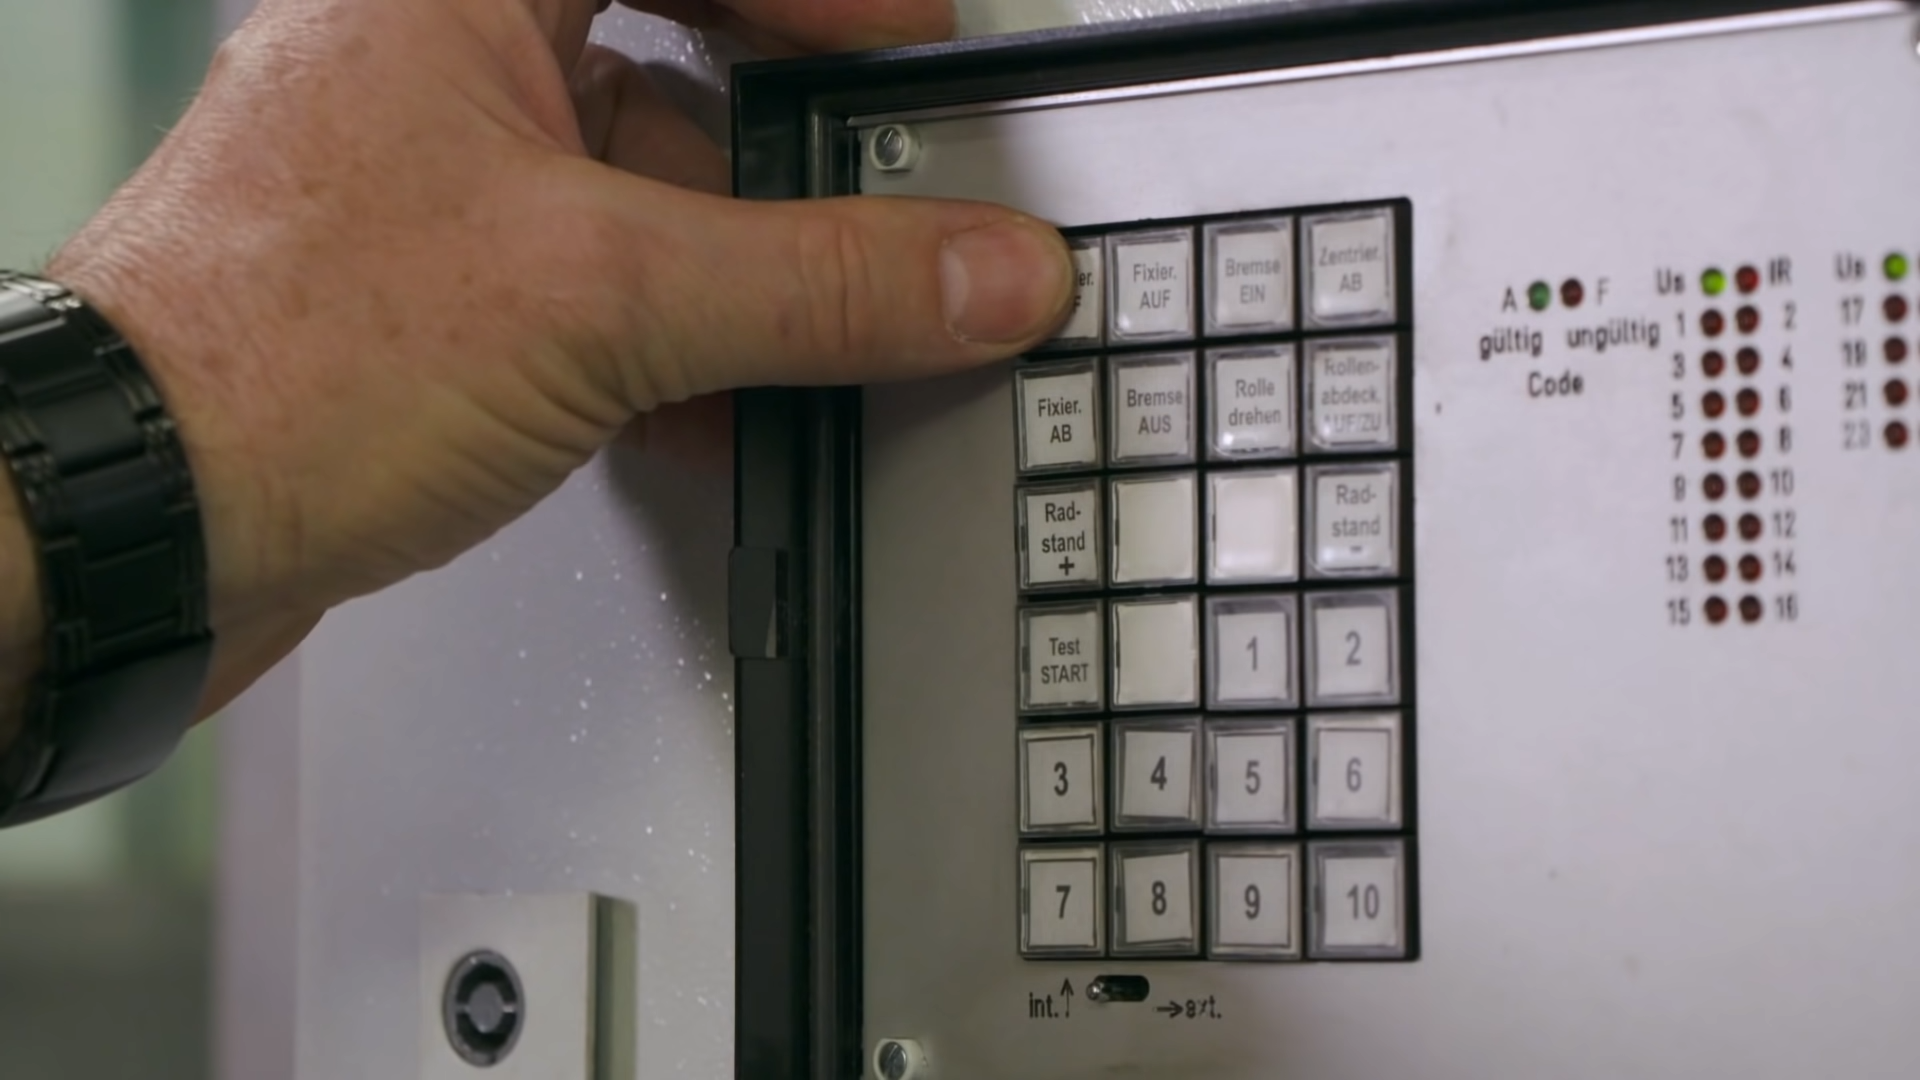 er.
Fixier.
AUF
Bremse
EIN
Zentrier.
AB
Fixier.
AB
Bremse
AUS
Rolle
drehen
Rollen-
abdeck.
AUF/ZU
Rad-
stand
+
Rad-
stand
-
Test
START
1
2
3
4
5
6
7
8
9
10
int.↑
→ext.
A F
gültig ungültig
Code
Us IR
1 2
3 4
5 6
7 8
9 10
11 12
13 14
15 16
Us
17
19
21
23